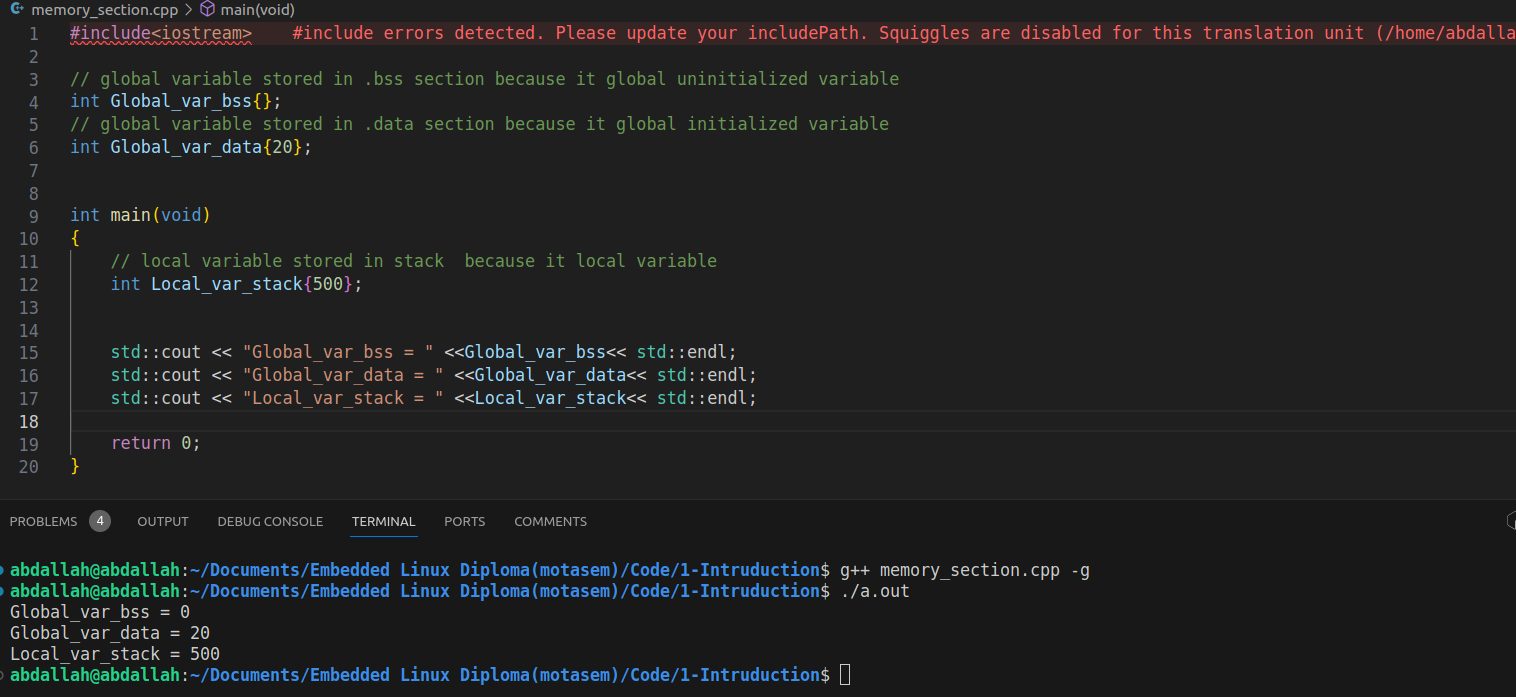 memory_section.cpp > main(void)
1 #include<iostream> #include errors detected. Please update your includePath. Squiggles are disabled for this translation unit (/home/abdalla
2
3 // global variable stored in .bss section because it global uninitialized variable
4 int Global_var_bss{};
5 // global variable stored in .data section because it global initialized variable
6 int Global_var_data{20};
7
8
9 int main(void)
10 {
11 // local variable stored in stack  because it local variable
12 int Local_var_stack{500};
13
14
15 std::cout << "Global_var_bss = " <<Global_var_bss<< std::endl;
16 std::cout << "Global_var_data = " <<Global_var_data<< std::endl;
17 std::cout << "Local_var_stack = " <<Local_var_stack<< std::endl;
18
19 return 0;
20 }
PROBLEMS 4 OUTPUT DEBUG CONSOLE TERMINAL PORTS COMMENTS
abdallah@abdallah:~/Documents/Embedded Linux Diploma(motasem)/Code/1-Intruduction$ g++ memory_section.cpp -g
abdallah@abdallah:~/Documents/Embedded Linux Diploma(motasem)/Code/1-Intruduction$ ./a.out
Global_var_bss = 0
Global_var_data = 20
Local_var_stack = 500
abdallah@abdallah:~/Documents/Embedded Linux Diploma(motasem)/Code/1-Intruduction$